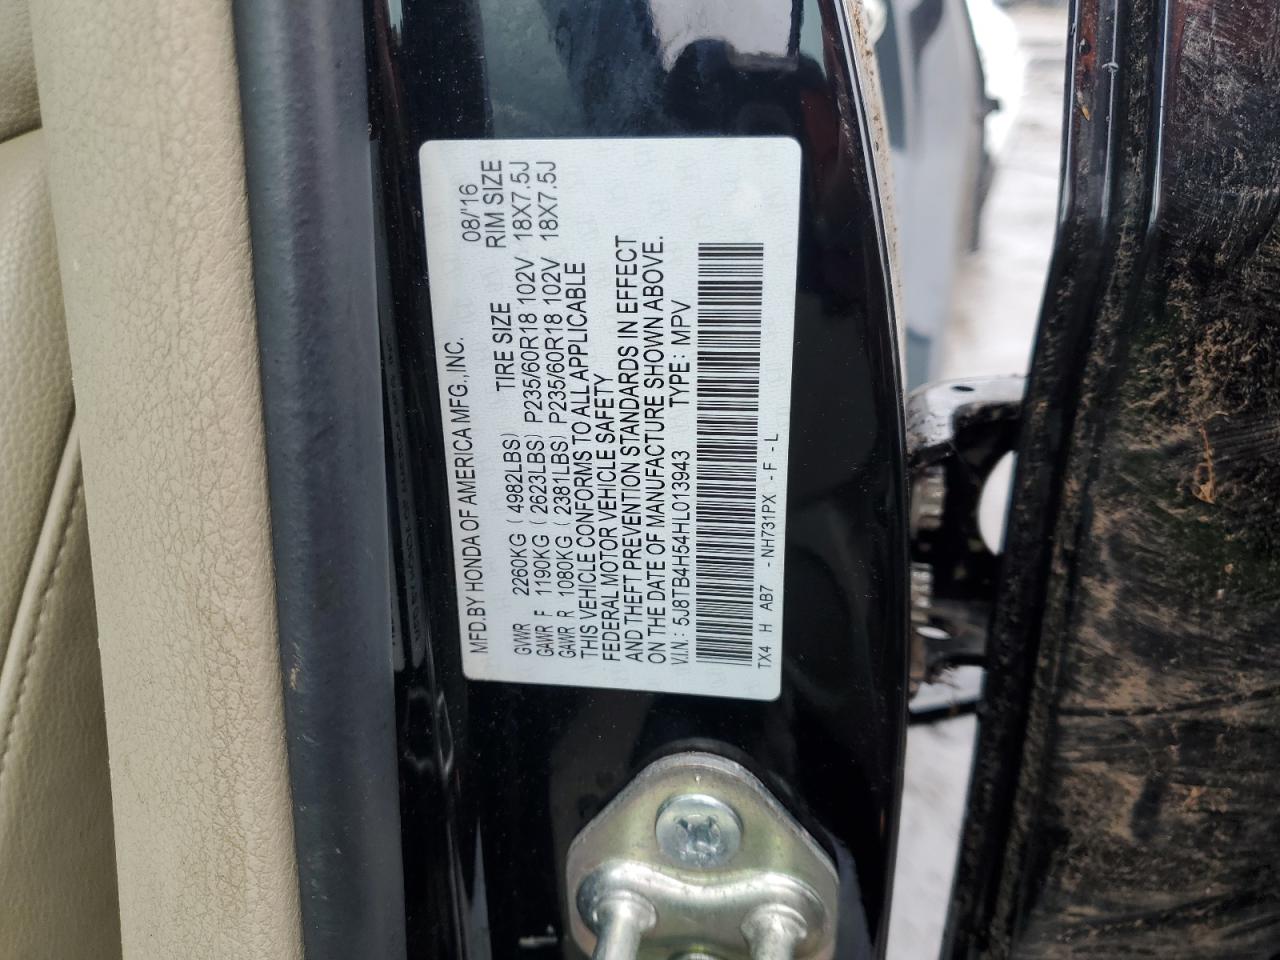 MFD.BY HONDA OF AMERICA MFG.,INC. 08/'16
TIRE SIZE RIM SIZE
GVWR 2260KG ( 4982LBS)
GAWR F 1190KG ( 2623LBS) P235/60R18 102V 18X7.5J
GAWR R 1080KG ( 2381LBS) P235/60R18 102V 18X7.5J
THIS VEHICLE CONFORMS TO ALL APPLICABLE
FEDERAL MOTOR VEHICLE SAFETY
AND THEFT PREVENTION STANDARDS IN EFFECT
ON THE DATE OF MANUFACTURE SHOWN ABOVE.
V.I.N.: 5J8TB4H54HL013943 TYPE: MPV
TX4 H AB7 -NH731PX -F-L